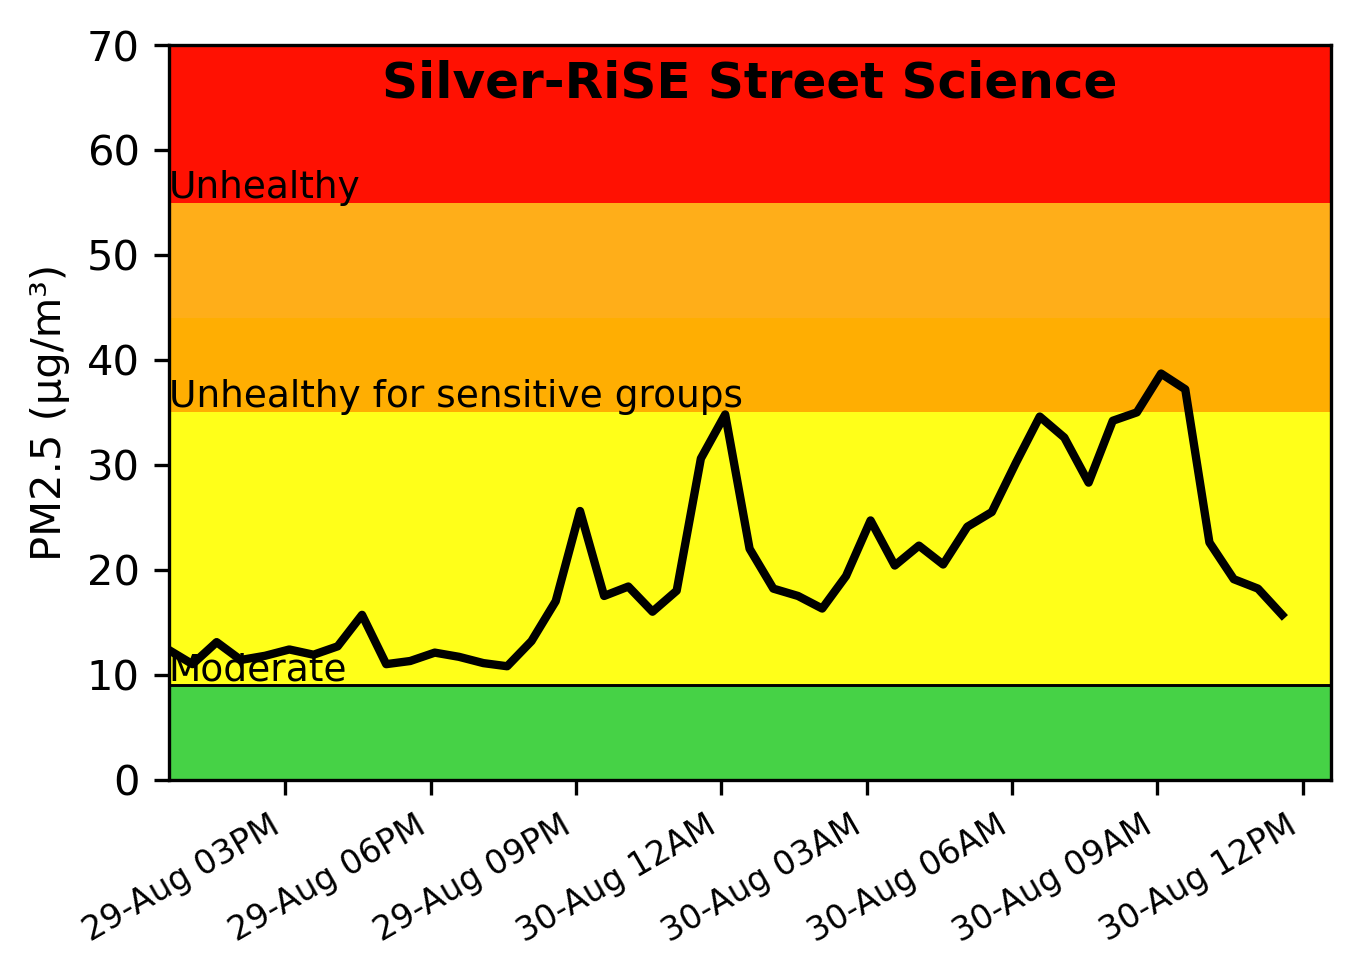 Silver-RiSE Street Science
70
60
50
40
30
20
10
0
PM2.5 (µg/m³)
Unhealthy
Unhealthy for sensitive groups
Moderate
29-Aug 03PM
29-Aug 06PM
29-Aug 09PM
30-Aug 12AM
30-Aug 03AM
30-Aug 06AM
30-Aug 09AM
30-Aug 12PM